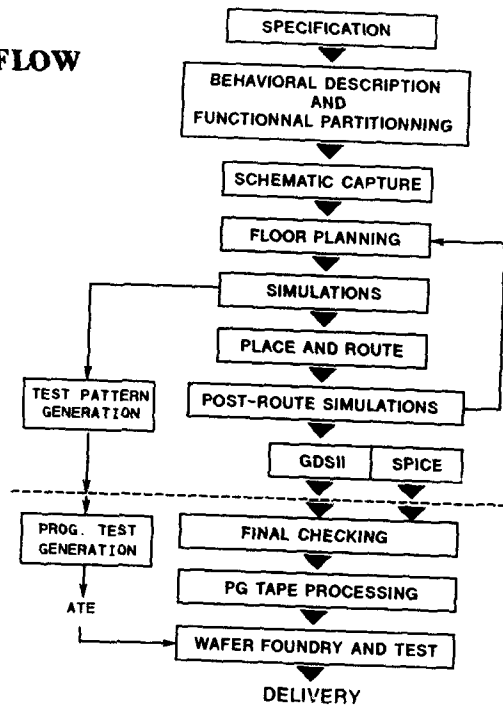 FLOW
SPECIFICATION
BEHAVIORAL DESCRIPTION
AND
FUNCTIONNAL PARTITIONNING
SCHEMATIC CAPTURE
FLOOR PLANNING
SIMULATIONS
PLACE AND ROUTE
TEST PATTERN
GENERATION
POST-ROUTE SIMULATIONS
GDSII SPICE
PROG. TEST
GENERATION
FINAL CHECKING
PG TAPE PROCESSING
ATE
WAFER FOUNDRY AND TEST
DELIVERY